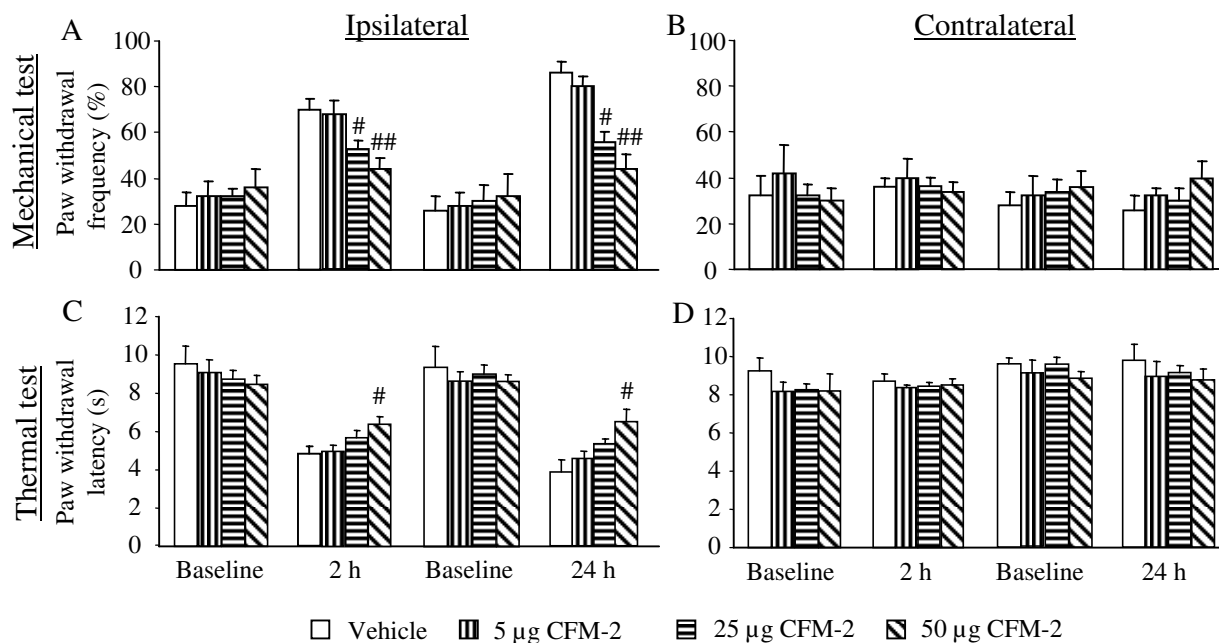 A
Ipsilateral
B
Contralateral
Mechanical test
Paw withdrawal
frequency (%)
100
80
60
40
20
0
#
##
#
##
100
80
60
40
20
0
C
D
Thermal test
Paw withdrawal
latency (s)
12
10
8
6
4
2
0
#
#
12
10
8
6
4
2
0
Baseline
2 h
Baseline
24 h
Baseline
2 h
Baseline
24 h
Vehicle
5 µg CFM-2
25 µg CFM-2
50 µg CFM-2